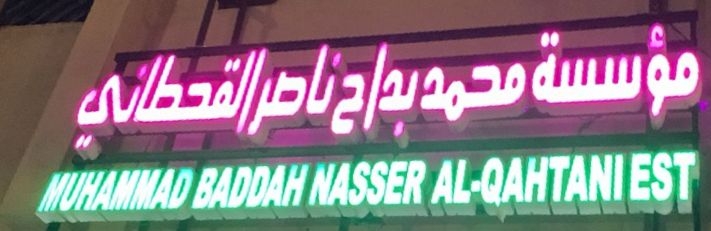 مؤسسة محمد بداح ناصر القحطاني
MUHAMMAD BADDAH NASSER AL-QAHTANI EST